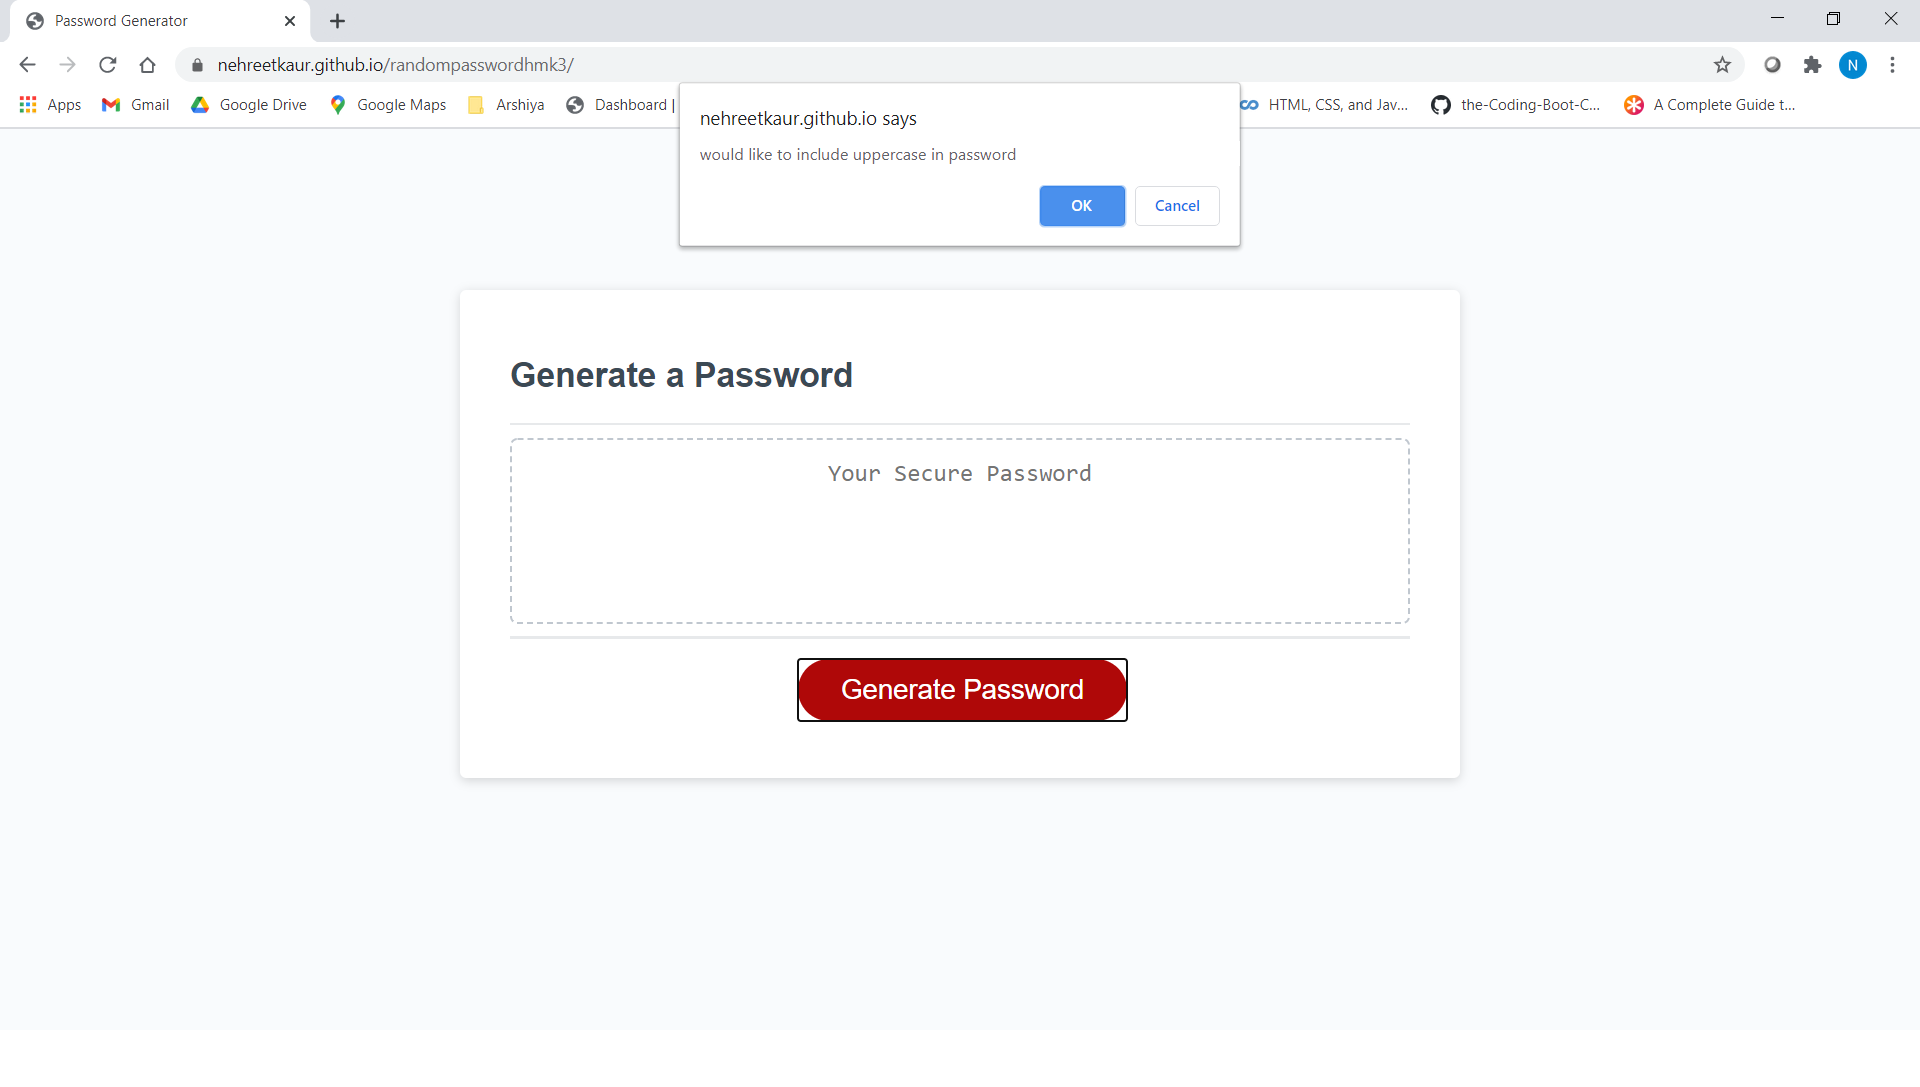 Password Generator
nehreetkaur.github.io/randompasswordhmk3/
N
Apps Gmail Google Drive Google Maps Arshiya Dashboard | HTML, CSS, and Jav... the-Coding-Boot-C... A Complete Guide t...
nehreetkaur.github.io says
would like to include uppercase in password
OK Cancel
Generate a Password
Your Secure Password
Generate Password